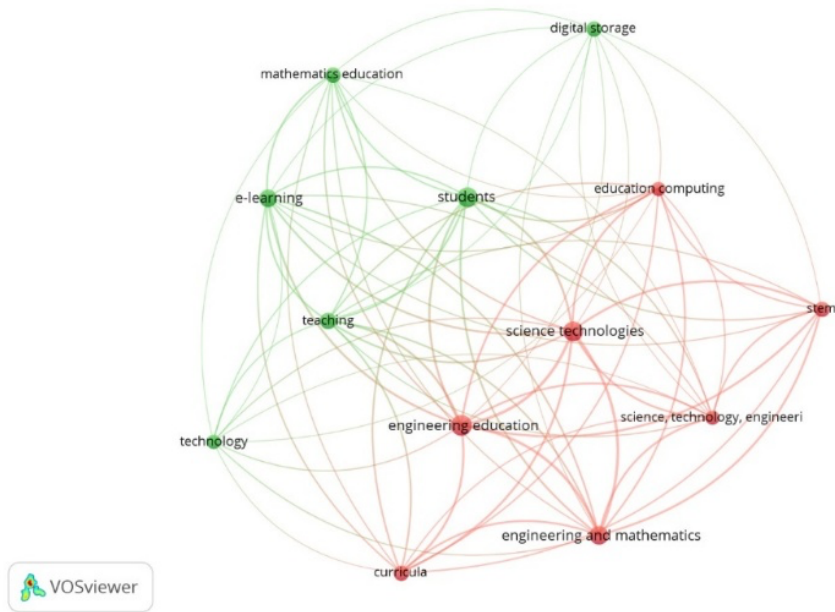 digital storage
mathematics education
education computing
e-learning
students
stem
teaching
science technologies
science, technology, engineeri
engineering education
technology
engineering and mathematics
curricula
VOSviewer